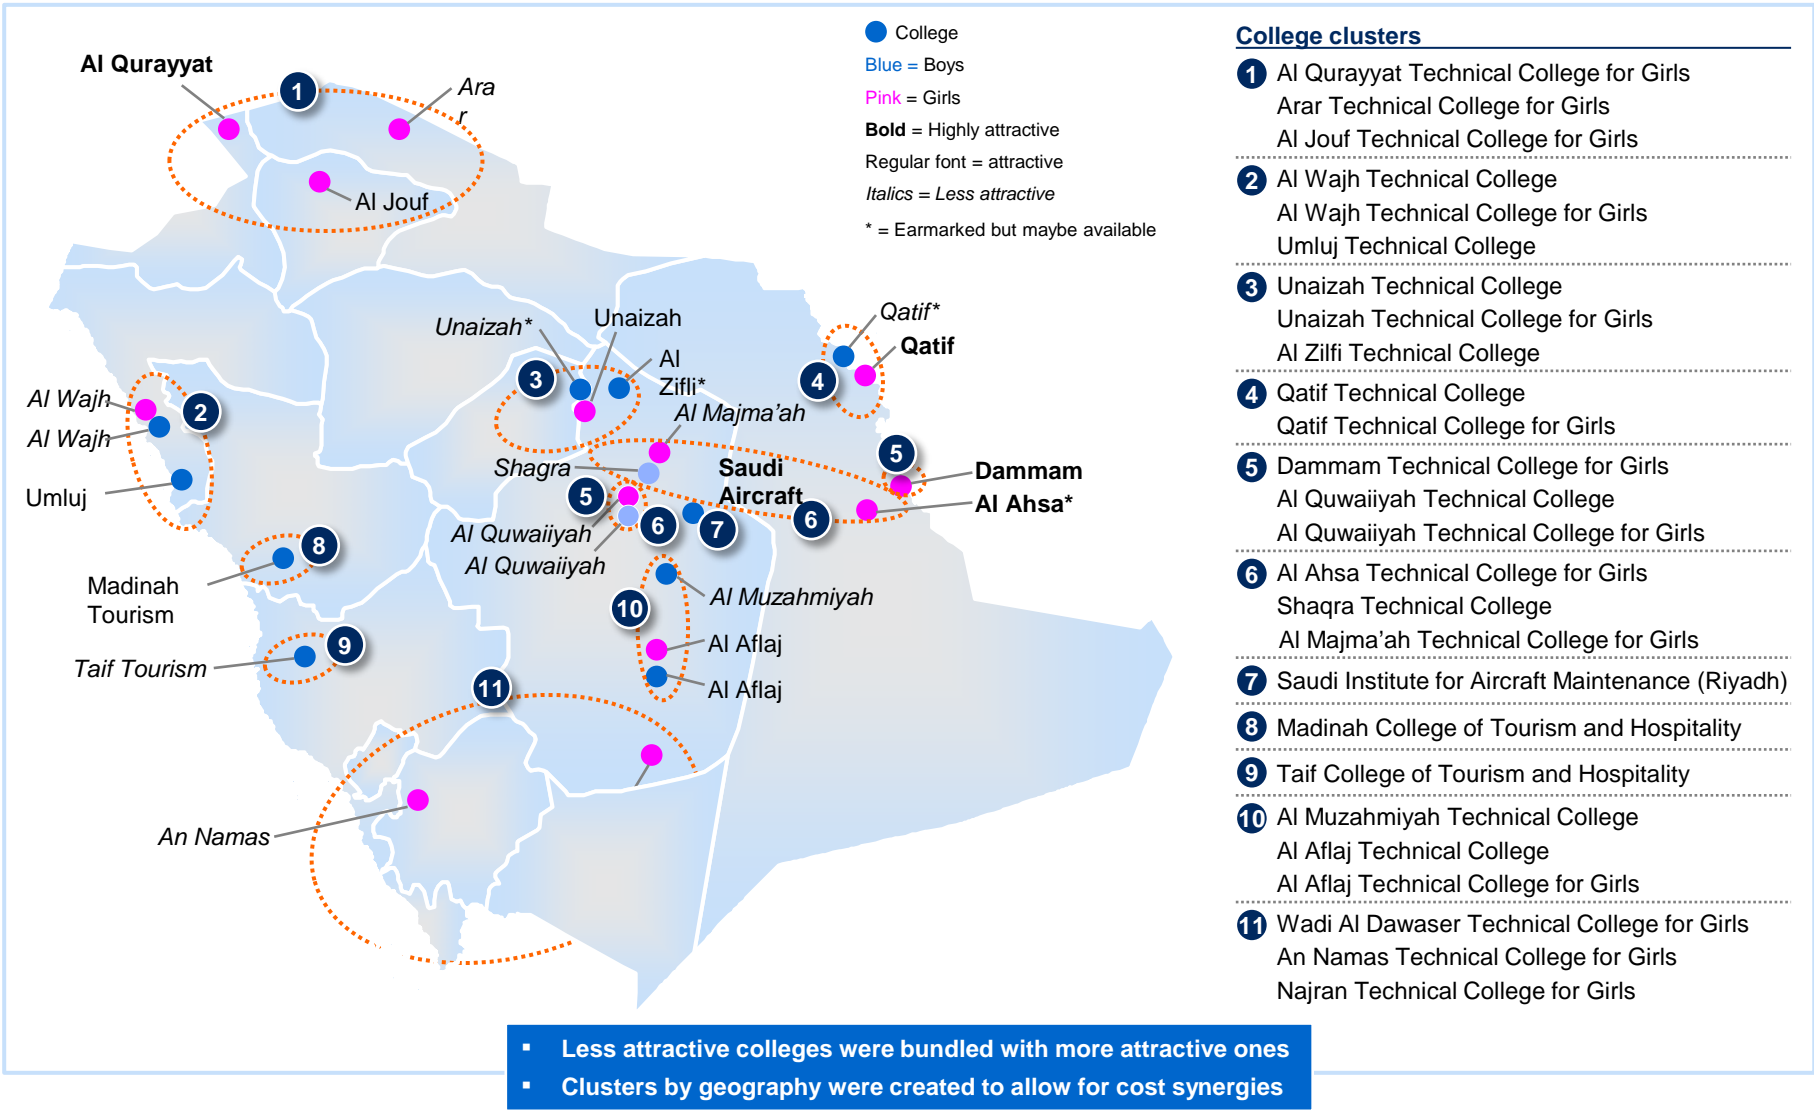 College
Blue = Boys
Pink = Girls
Bold = Highly attractive
Regular font = attractive
Italics = Less attractive
* = Earmarked but maybe available
Al Qurayyat
1
Ara
r
Al Jouf
Unaizah*
Unaizah
Al
Zifli*
3
Qatif*
Qatif
4
Al Wajh
Al Wajh
2
Umluj
Al Majma’ah
Shagra
Saudi
Aircraft
5
Dammam
Al Ahsa*
5
6
7
6
Al Quwaiiyah
Al Quwaiiyah
8
Madinah
Tourism
Al Muzahmiyah
10
9
Taif Tourism
Al Aflaj
Al Aflaj
11
An Namas
College clusters
1 Al Qurayyat Technical College for Girls
Arar Technical College for Girls
Al Jouf Technical College for Girls
2 Al Wajh Technical College
Al Wajh Technical College for Girls
Umluj Technical College
3 Unaizah Technical College
Unaizah Technical College for Girls
Al Zilfi Technical College
4 Qatif Technical College
Qatif Technical College for Girls
5 Dammam Technical College for Girls
Al Quwaiiyah Technical College
Al Quwaiiyah Technical College for Girls
6 Al Ahsa Technical College for Girls
Shaqra Technical College
Al Majma’ah Technical College for Girls
7 Saudi Institute for Aircraft Maintenance (Riyadh)
8 Madinah College of Tourism and Hospitality
9 Taif College of Tourism and Hospitality
10 Al Muzahmiyah Technical College
Al Aflaj Technical College
Al Aflaj Technical College for Girls
11 Wadi Al Dawaser Technical College for Girls
An Namas Technical College for Girls
Najran Technical College for Girls
▪ Less attractive colleges were bundled with more attractive ones
▪ Clusters by geography were created to allow for cost synergies